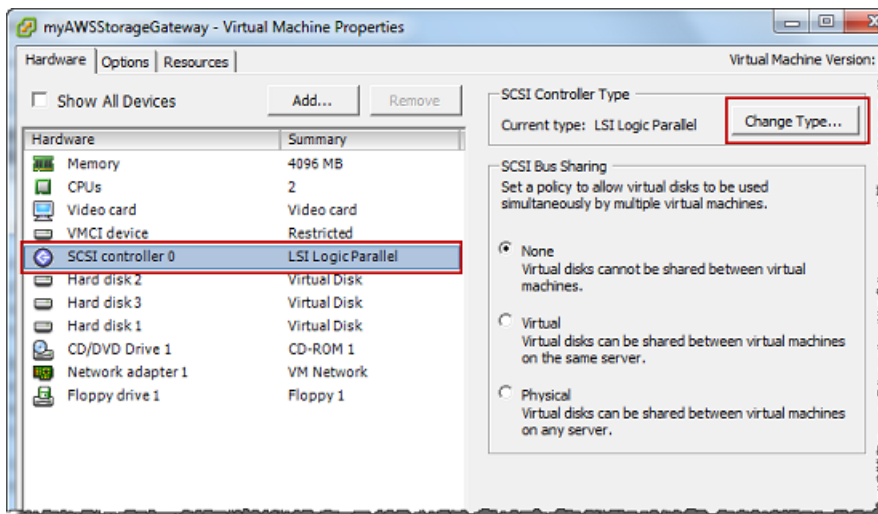 myAWSStorageGateway - Virtual Machine Properties
Hardware Options Resources
Virtual Machine Version:
Show All Devices
Add...
Remove
Hardware Summary
Memory 4096 MB
CPUs 2
Video card Video card
VMCI device Restricted
SCSI controller 0 LSI Logic Parallel
Hard disk 2 Virtual Disk
Hard disk 3 Virtual Disk
Hard disk 1 Virtual Disk
CD/DVD Drive 1 CD-ROM 1
Network adapter 1 VM Network
Floppy drive 1 Floppy 1
SCSI Controller Type
Current type: LSI Logic Parallel
Change Type...
SCSI Bus Sharing
Set a policy to allow virtual disks to be used
simultaneously by multiple virtual machines.
None
Virtual disks cannot be shared between virtual
machines.
Virtual
Virtual disks can be shared between virtual machines
on the same server.
Physical
Virtual disks can be shared between virtual machines
on any server.